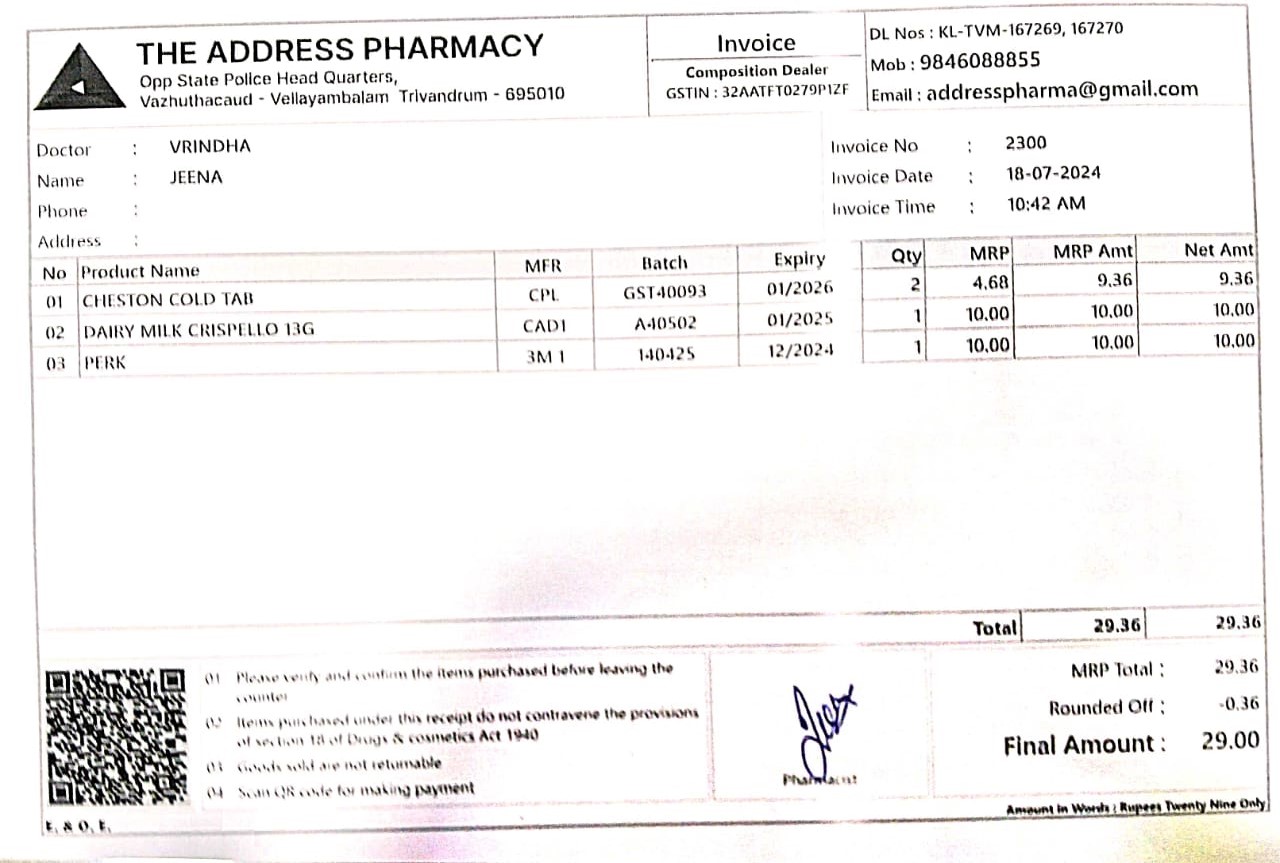 THE ADDRESS PHARMACY
Opp State Police Head Quarters,
Vazhuthacaud - Vellayambalam Trivandrum - 695010
Invoice
Composition Dealer
GSTIN : 32AATFT0279P1ZF
DL Nos : KL-TVM-167269, 167270
Mob : 9846088855
Email : addresspharma@gmail.com
Doctor : VRINDHA
Name : JEENA
Phone :
Address :
Invoice No : 2300
Invoice Date : 18-07-2024
Invoice Time : 10:42 AM
No Product Name MFR Batch Expiry Qty MRP MRP Amt Net Amt
01 CHESTON COLD TAB CPL GST40093 01/2026 2 4.68 9.36 9.36
02 DAIRY MILK CRISPELLO 13G CAD1 A40502 01/2025 1 10.00 10.00 10.00
03 PERK 3M 1 140425 12/2024 1 10.00 10.00 10.00
Total 29.36 29.36
01 Please verify and confirm the items purchased before leaving the
counter
02 Items purchased under this receipt do not contravene the provisions
of section 18 of Drugs & cosmetics Act 1940
03 Goods sold are not returnable
04 Scan QR code for making payment
Pharmacist
MRP Total : 29.36
Rounded Off : -0.36
Final Amount : 29.00
Amount in Words : Rupees Twenty Nine Only
E. & O. E.